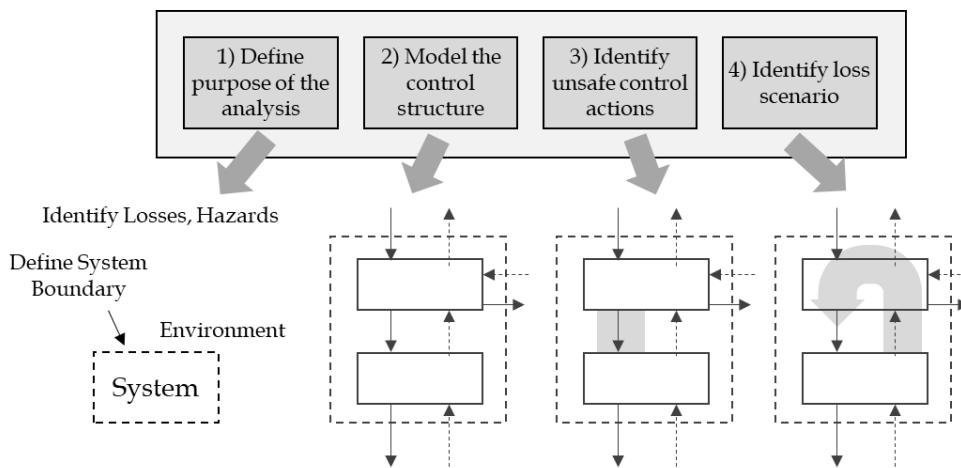 1) Define
purpose of the
analysis
2) Model the
control
structure
3) Identify
unsafe control
actions
4) Identify loss
scenario
Identify Losses, Hazards
Define System
Boundary
Environment
System